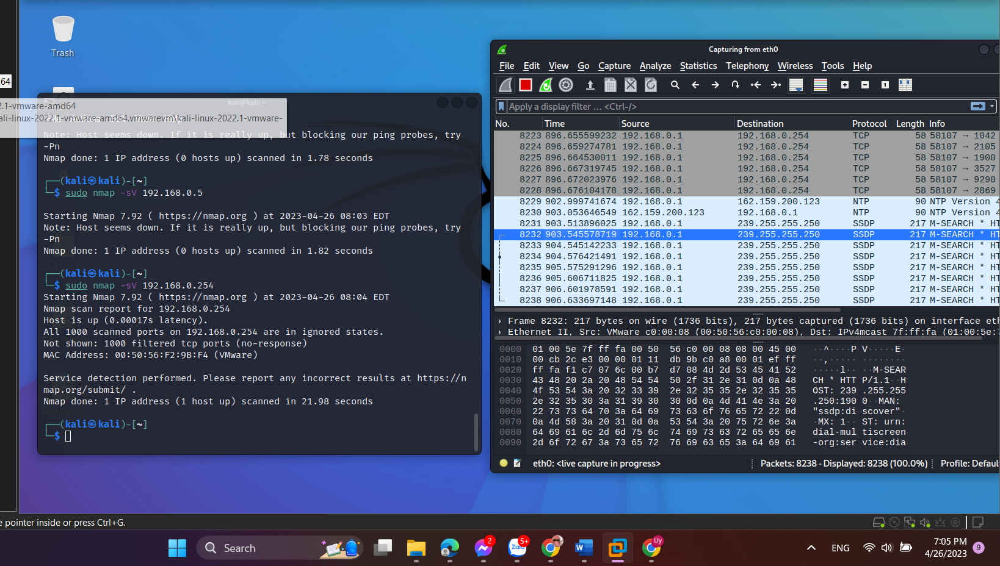 Trash
64
2.1-vmware-amd64
ali-linux-2022.1-vmware-amd64.vmwarevm\kali-linux-2022.1-vmware-
kali@kali: ~
Note: Host seems down. If it is really up, but blocking our ping probes, try
-Pn
Nmap done: 1 IP address (0 hosts up) scanned in 1.78 seconds
┌──(kali㉿kali)-[~]
└─$ sudo nmap -sV 192.168.0.5
Starting Nmap 7.92 ( https://nmap.org ) at 2023-04-26 08:03 EDT
Note: Host seems down. If it is really up, but blocking our ping probes, try
-Pn
Nmap done: 1 IP address (0 hosts up) scanned in 1.82 seconds
┌──(kali㉿kali)-[~]
└─$ sudo nmap -sV 192.168.0.254
Starting Nmap 7.92 ( https://nmap.org ) at 2023-04-26 08:04 EDT
Nmap scan report for 192.168.0.254
Host is up (0.00017s latency).
All 1000 scanned ports on 192.168.0.254 are in ignored states.
Not shown: 1000 filtered tcp ports (no-response)
MAC Address: 00:50:56:F2:9B:F4 (VMware)
Service detection performed. Please report any incorrect results at https://n
map.org/submit/ .
Nmap done: 1 IP address (1 host up) scanned in 21.98 seconds
┌──(kali㉿kali)-[~]
└─$
Capturing from eth0
File Edit View Go Capture Analyze Statistics Telephony Wireless Tools Help
Apply a display filter ... <Ctrl-/>
No. Time Source Destination Protocol Length Info
8223 896.655599232 192.168.0.1 192.168.0.254 TCP 58 58107 → 1042
8224 896.659274781 192.168.0.1 192.168.0.254 TCP 58 58107 → 2105
8225 896.664530011 192.168.0.1 192.168.0.254 TCP 58 58107 → 1900
8226 896.667319745 192.168.0.1 192.168.0.254 TCP 58 58107 → 3527
8227 896.672023976 192.168.0.1 192.168.0.254 TCP 58 58107 → 9290
8228 896.676104178 192.168.0.1 192.168.0.254 TCP 58 58107 → 2869
8229 902.999741674 192.168.0.1 162.159.200.123 NTP 90 NTP Version 4
8230 903.053646549 162.159.200.123 192.168.0.1 NTP 90 NTP Version 4
8231 903.513896025 192.168.0.1 239.255.255.250 SSDP 217 M-SEARCH * HT
8232 903.545578719 192.168.0.1 239.255.255.250 SSDP 217 M-SEARCH * HT
8233 904.545142233 192.168.0.1 239.255.255.250 SSDP 217 M-SEARCH * HT
8234 904.576421491 192.168.0.1 239.255.255.250 SSDP 217 M-SEARCH * HT
8235 905.575291296 192.168.0.1 239.255.255.250 SSDP 217 M-SEARCH * HT
8236 905.606711825 192.168.0.1 239.255.255.250 SSDP 217 M-SEARCH * HT
8237 906.601978591 192.168.0.1 239.255.255.250 SSDP 217 M-SEARCH * HT
8238 906.633697148 192.168.0.1 239.255.255.250 SSDP 217 M-SEARCH * HT
Frame 8232: 217 bytes on wire (1736 bits), 217 bytes captured (1736 bits) on interface eth
Ethernet II, Src: VMware_c0:00:08 (00:50:56:c0:00:08), Dst: IPv4mcast_7f:ff:fa (01:00:5e:7
0000 01 00 5e 7f ff fa 00 50 56 c0 00 08 08 00 45 00 ··^····P V·····E·
0010 00 cb 2c e3 00 00 01 11 db 9b c0 a8 00 01 ef ff ··,····· ········
0020 ff fa f1 c7 07 6c 00 b7 d7 08 4d 2d 53 45 41 52 ·····l·· ··M-SEAR
0030 43 48 20 2a 20 48 54 54 50 2f 31 2e 31 0d 0a 48 CH * HTT P/1.1··H
0040 4f 53 54 3a 20 32 33 39 2e 32 35 35 2e 32 35 35 OST: 239 .255.255
0050 2e 32 35 30 3a 31 39 30 30 0d 0a 4d 41 4e 3a 20 .250:190 0··MAN:
0060 22 73 73 64 70 3a 64 69 73 63 6f 76 65 72 22 0d "ssdp:di scover"·
0070 0a 4d 58 3a 20 31 0d 0a 53 54 3a 20 75 72 6e 3a ·MX: 1·· ST: urn:
0080 64 69 61 6c 2d 6d 75 6c 74 69 73 63 72 65 65 6e dial-mul tiscreen
0090 2d 6f 72 67 3a 73 65 72 76 69 63 65 3a 64 69 61 -org:ser vice:dia
eth0: <live capture in progress> Packets: 8238 · Displayed: 8238 (100.0%) Profile: Defaul
e pointer inside or press Ctrl+G.
Search
2
5+
Zalo
W
Uy
ENG
7:05 PM
4/26/2023
9